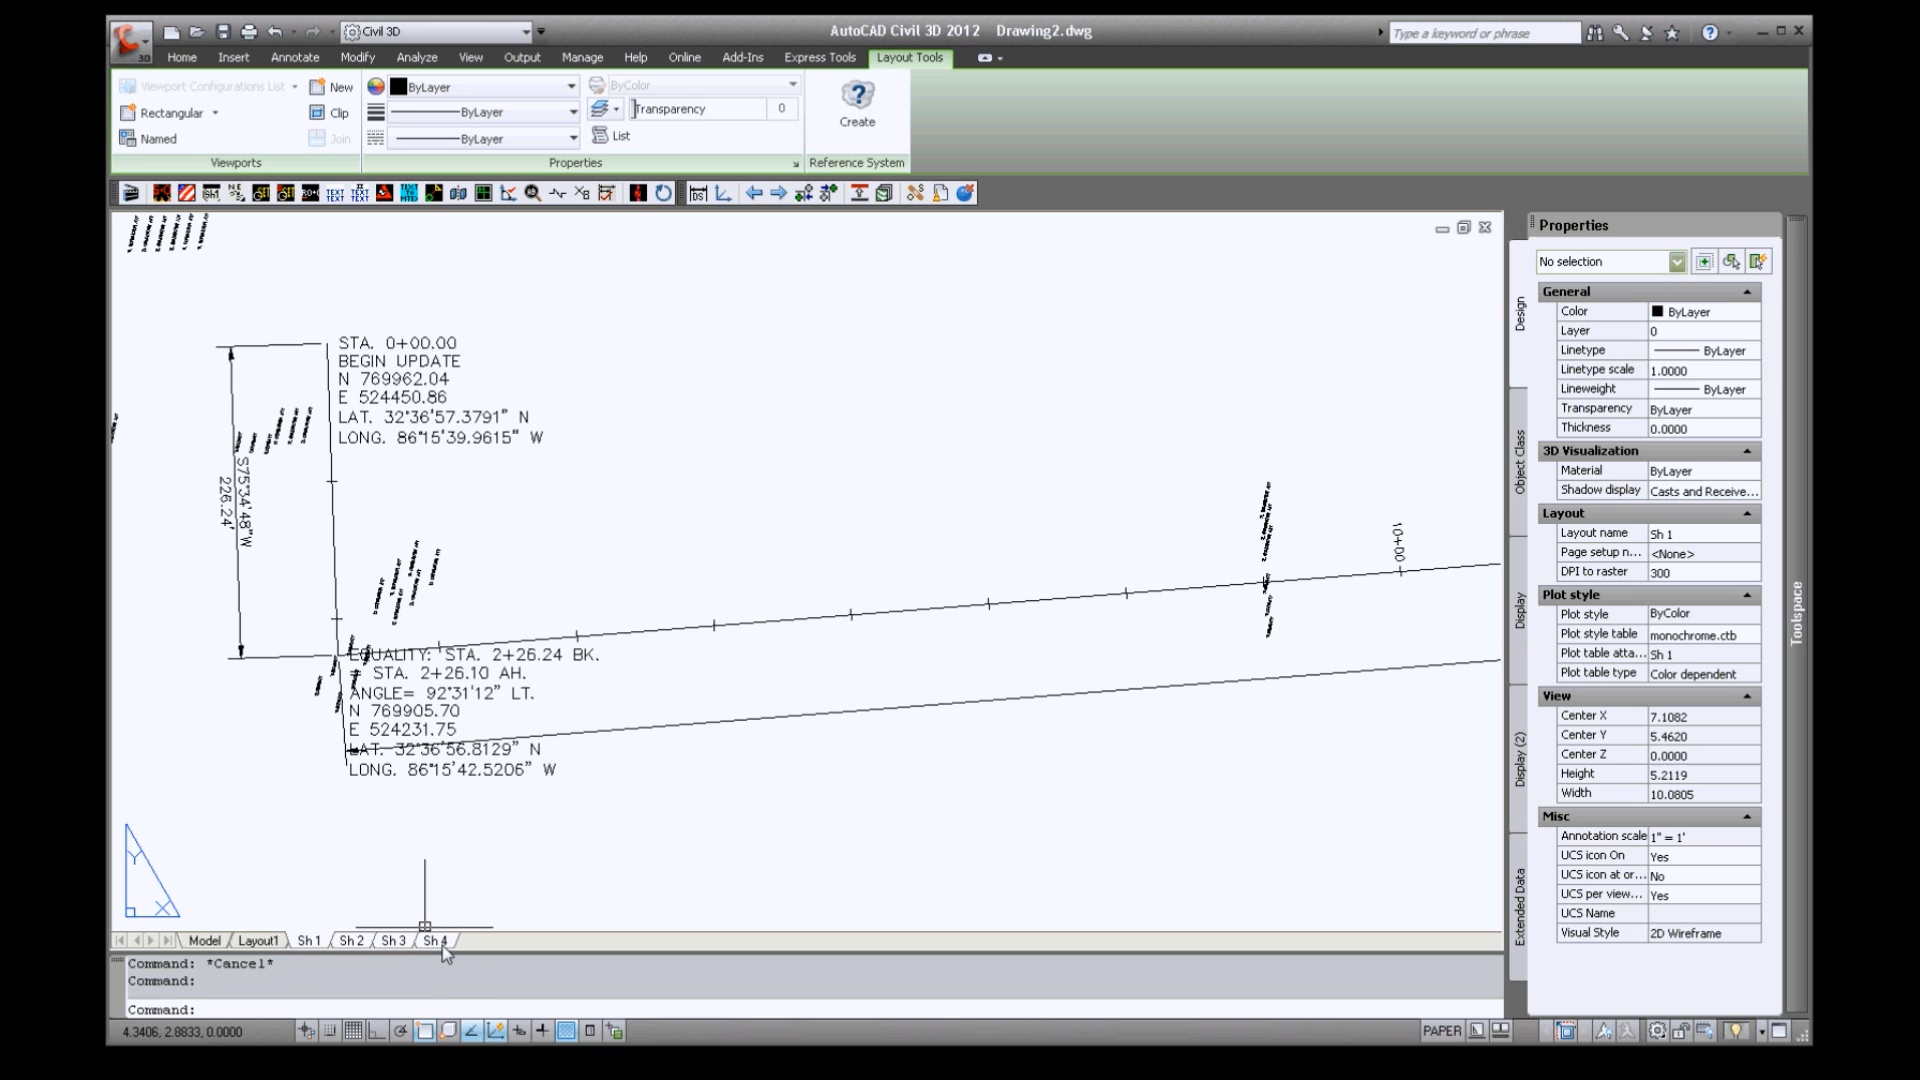 Civil 3D
AutoCAD Civil 3D 2012 Drawing2.dwg
Type a keyword or phrase
3D
Home Insert Annotate Modify Analyze View Output Manage Help Online Add-Ins Express Tools Layout Tools
Viewport Configurations List New
Rectangular Clip
Named Join
Viewports
ByLayer ByColor
ByLayer Transparency 0
ByLayer List
Properties
Create
Reference System
STA. 0+00.00
BEGIN UPDATE
N 769962.04
E 524450.86
LAT. 32°36'57.3791" N
LONG. 86°15'39.9615" W
S75°34'48"W
226.24'
10+00
EQUALITY: STA. 2+26.24 BK.
= STA. 2+26.10 AH.
ANGLE= 92°31'12" LT.
N 769905.70
E 524231.75
LAT. 32°36'56.8129" N
LONG. 86°15'42.5206" W
Y
X
Model Layout1 Sh 1 Sh 2 Sh 3 Sh 4
Command: *Cancel*
Command:
Command:
4.3406, 2.8833, 0.0000
PAPER
Properties
No selection
Design
Object Class
Display
Display (2)
Extended Data
General
Color ByLayer
Layer 0
Linetype ByLayer
Linetype scale 1.0000
Lineweight ByLayer
Transparency ByLayer
Thickness 0.0000
3D Visualization
Material ByLayer
Shadow display Casts and Receive...
Layout
Layout name Sh 1
Page setup n... <None>
DPI to raster 300
Plot style
Plot style ByColor
Plot style table monochrome.ctb
Plot table atta... Sh 1
Plot table type Color dependent
View
Center X 7.1082
Center Y 5.4620
Center Z 0.0000
Height 5.2119
Width 10.0805
Misc
Annotation scale 1" = 1'
UCS icon On Yes
UCS icon at or... No
UCS per view... Yes
UCS Name
Visual Style 2D Wireframe
Toolspace